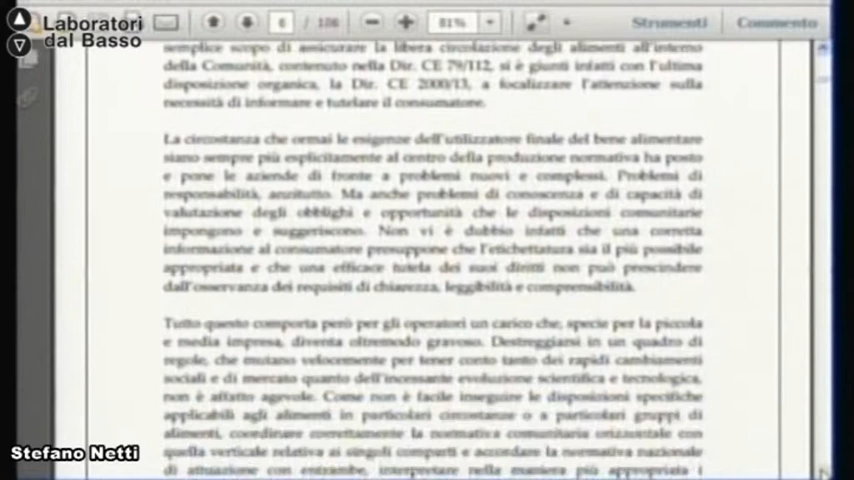 Laboratori
dal Basso
6 / 106
81%
Strumenti
Commento
semplice scopo di assicurare la libera circolazione degli alimenti all'interno
della Comunità, contenuto nella Dir. CE 79/112, si è giunti infatti con l'ultima
disposizione organica, la Dir. CE 2000/13, a focalizzare l'attenzione sulla
necessità di informare e tutelare il consumatore.
La circostanza che ormai le esigenze dell'utilizzatore finale del bene alimentare
siano sempre più esplicitamente al centro della produzione normativa ha posto
e pone le aziende di fronte a problemi nuovi e complessi. Problemi di
responsabilità, anzitutto. Ma anche problemi di conoscenza e di capacità di
valutazione degli obblighi e opportunità che le disposizioni comunitarie
impongono e suggeriscono. Non vi è dubbio infatti che una corretta
informazione al consumatore presuppone che l'etichettatura sia il più possibile
appropriata e che una efficace tutela dei suoi diritti non può prescindere
dall'osservanza dei requisiti di chiarezza, leggibilità e comprensibilità.
Tutto questo comporta però per gli operatori un carico che, specie per la piccola
e media impresa, diventa oltremodo gravoso. Destreggiarsi in un quadro di
regole, che mutano velocemente per tener conto tanto dei rapidi cambiamenti
sociali e di mercato quanto dell'incessante evoluzione scientifica e tecnologica,
non è affatto agevole. Come non è facile inseguire le disposizioni specifiche
applicabili agli alimenti in particolari circostanze o a particolari gruppi di
alimenti, coordinare correttamente la normativa comunitaria orizzontale con
quella verticale relativa ai singoli comparti e accordare la normativa nazionale
di attuazione con entrambe, interpretare nella maniera più appropriata i
Stefano Netti